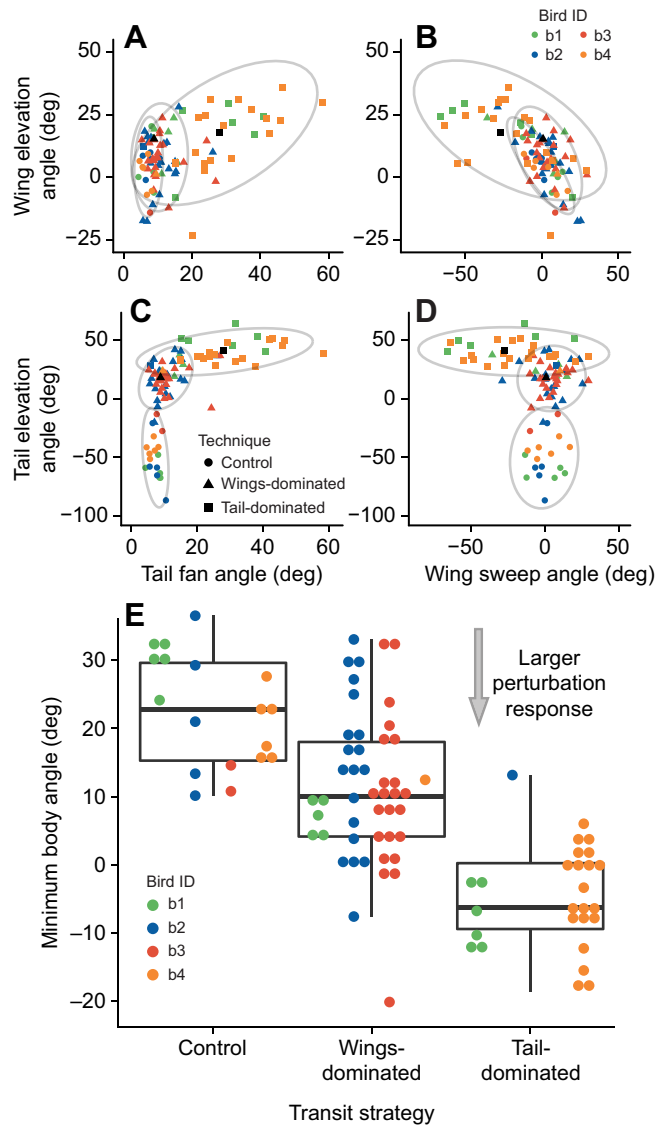 A
B
Bird ID
b1
b3
b2
b4
Wing elevation
angle (deg)
50
25
0
−25
0
20
40
60
−50
0
50
C
D
Tail elevation
angle (deg)
50
0
−50
−100
Technique
Control
Wings-dominated
Tail-dominated
0
20
40
60
−50
0
50
Tail fan angle (deg)
Wing sweep angle (deg)
E
Larger
perturbation
response
Minimum body angle (deg)
30
20
10
0
−10
−20
Bird ID
b1
b2
b3
b4
Control
Wings-
dominated
Tail-
dominated
Transit strategy